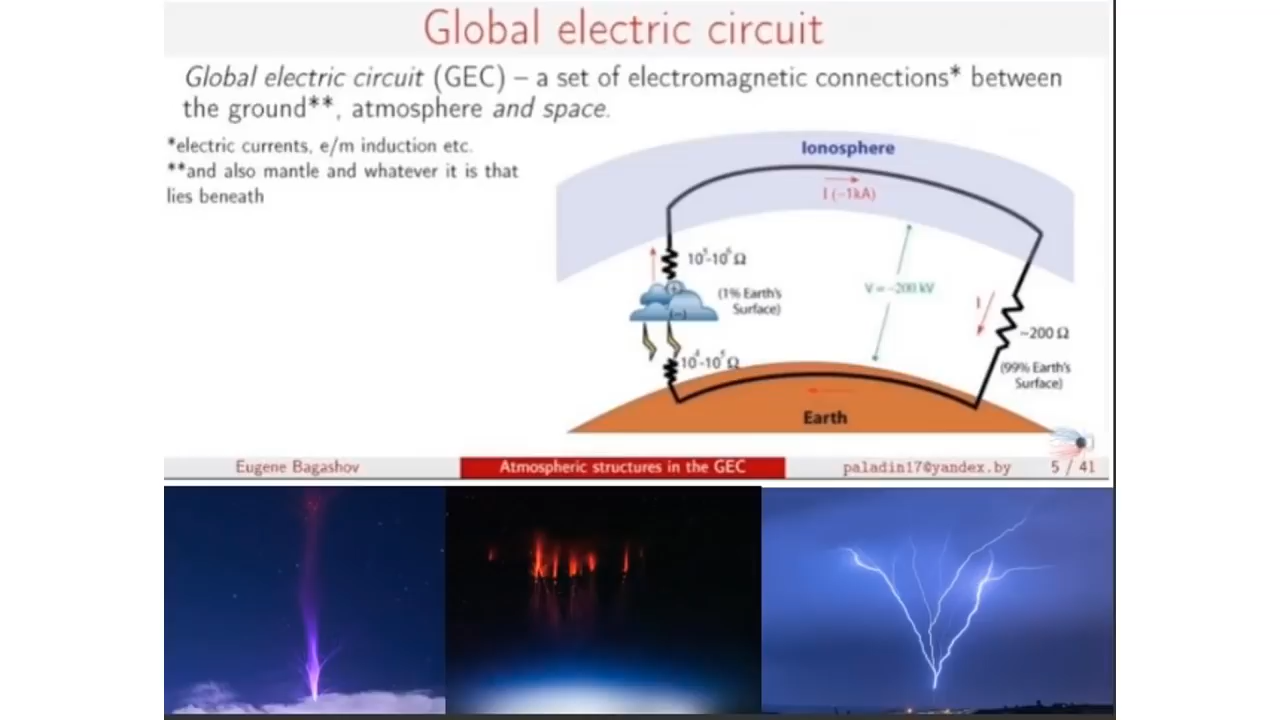 Global electric circuit
Global electric circuit (GEC) – a set of electromagnetic connections* between
the ground**, atmosphere and space.
*electric currents, e/m induction etc.
**and also mantle and whatever it is that
lies beneath
Ionosphere
I (~1kA)
10⁵-10⁶ Ω
(1% Earth's
Surface)
(+)
(-)
V = ~200 kV
I
~200 Ω
10⁴-10⁵ Ω
(99% Earth's
Surface)
Earth
Eugene Bagashov
Atmospheric structures in the GEC
paladin17@yandex.by
5 / 41